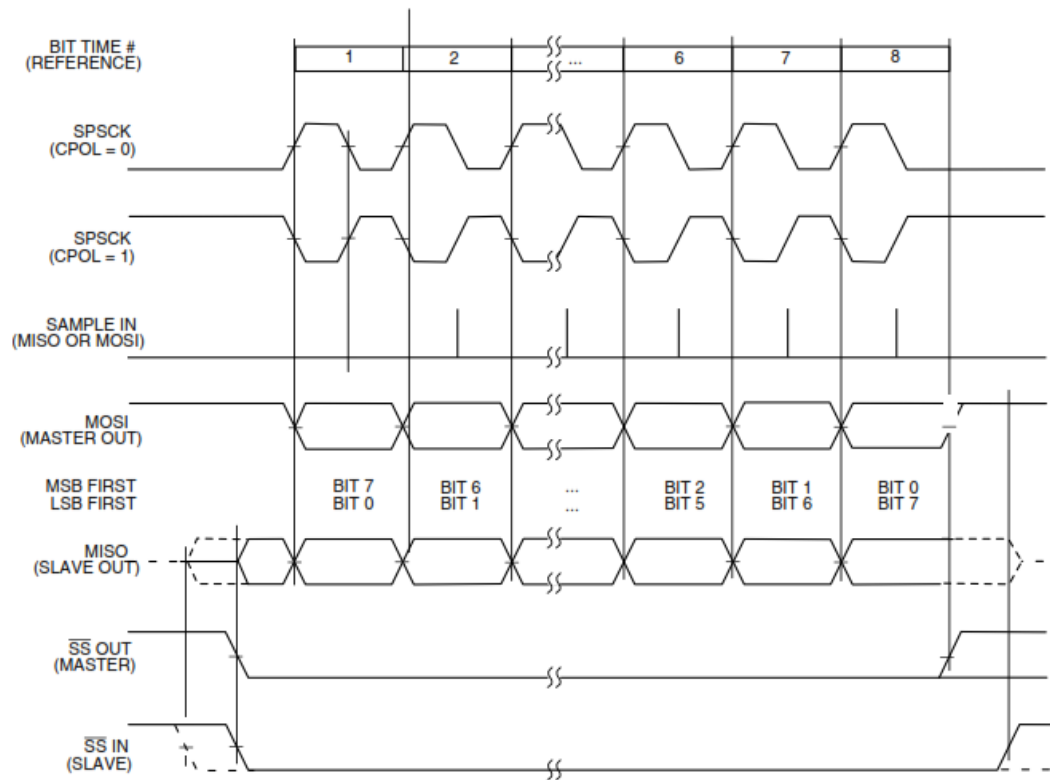 BIT TIME #
(REFERENCE)
1 2 ... 6 7 8
SPSCK
(CPOL = 0)
SPSCK
(CPOL = 1)
SAMPLE IN
(MISO OR MOSI)
MOSI
(MASTER OUT)
MSB FIRST BIT 7 BIT 6 ... BIT 2 BIT 1 BIT 0
LSB FIRST BIT 0 BIT 1 ... BIT 5 BIT 6 BIT 7
MISO
(SLAVE OUT)
SS OUT
(MASTER)
SS IN
(SLAVE)